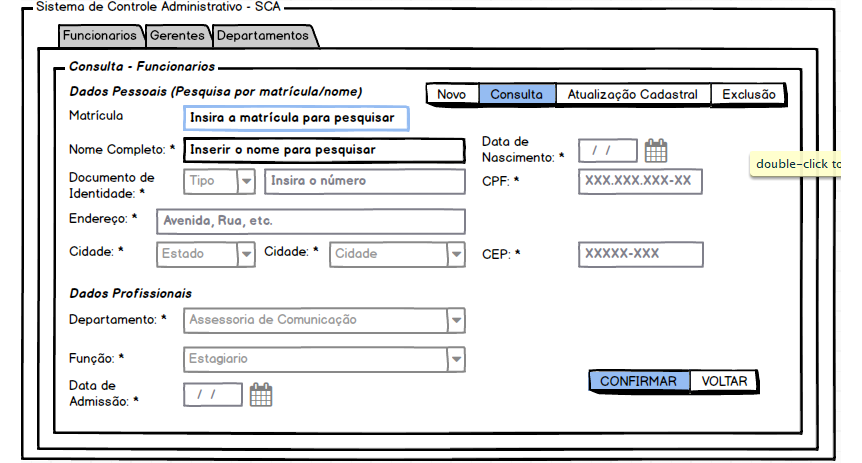 Sistema de Controle Administrativo - SCA
Funcionarios Gerentes Departamentos
Consulta - Funcionarios
Dados Pessoais (Pesquisa por matrícula/nome)
Novo Consulta Atualização Cadastral Exclusão
Matrícula Insira a matrícula para pesquisar
Nome Completo: * Inserir o nome para pesquisar
Data de
Nascimento: * / /
double-click to
Documento de
Identidade: * Tipo Insira o número
CPF: * XXX.XXX.XXX-XX
Endereço: * Avenida, Rua, etc.
Cidade: * Estado Cidade: * Cidade CEP: * XXXXX-XXX
Dados Profissionais
Departamento: * Assessoria de Comunicação
Função: * Estagiario
Data de
Admissão: * / /
CONFIRMAR VOLTAR